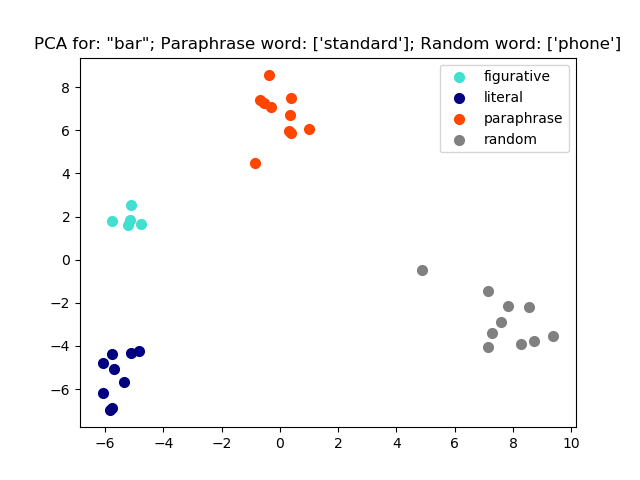 PCA for: "bar"; Paraphrase word: ['standard']; Random word: ['phone']
figurative
literal
paraphrase
random
8
6
4
2
0
−2
−4
−6
−6 −4 −2 0 2 4 6 8 10